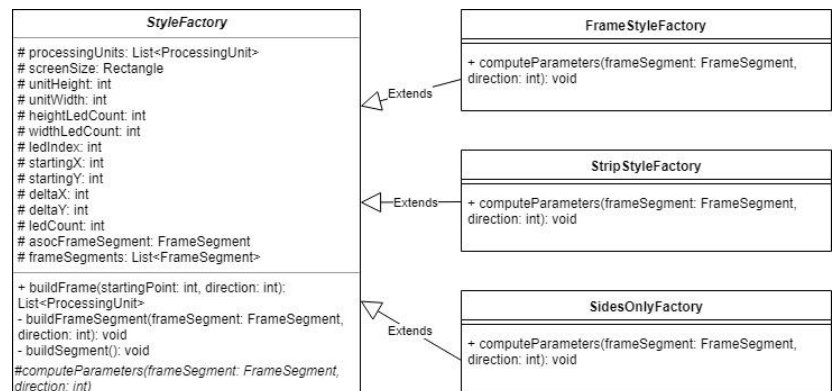 StyleFactory
# processingUnits: List<ProcessingUnit>
# screenSize: Rectangle
# unitHeight: int
# unitWidth: int
# heightLedCount: int
# widthLedCount: int
# ledIndex: int
# startingX: int
# startingY: int
# deltaX: int
# deltaY: int
# ledCount: int
# asocFrameSegment: FrameSegment
# frameSegments: List<FrameSegment>
+ buildFrame(startingPoint: int, direction: int):
List<ProcessingUnit>
- buildFrameSegment(frameSegment: FrameSegment,
direction: int): void
- buildSegment(): void
#computeParameters(frameSegment: FrameSegment,
direction: int)
Extends
Extends
Extends
FrameStyleFactory
+ computeParameters(frameSegment: FrameSegment,
direction: int): void
StripStyleFactory
+ computeParameters(frameSegment: FrameSegment,
direction: int): void
SidesOnlyFactory
+ computeParameters(frameSegment: FrameSegment,
direction: int): void